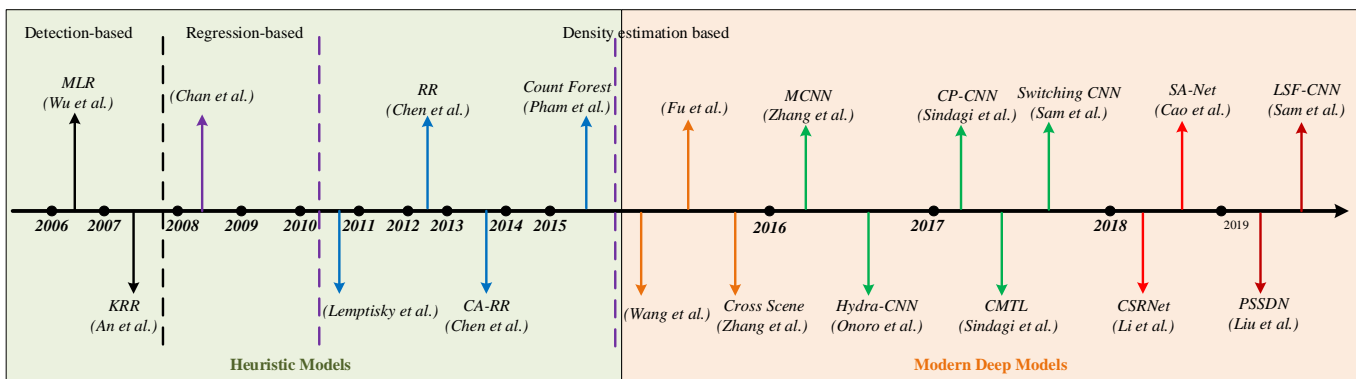 Detection-based
Regression-based
Density estimation based
MLR
(Wu et al.)
(Chan et al.)
RR
(Chen et al.)
Count Forest
(Pham et al.)
(Fu et al.)
MCNN
(Zhang et al.)
CP-CNN
(Sindagi et al.)
Switching CNN
(Sam et al.)
SA-Net
(Cao et al.)
LSF-CNN
(Sam et al.)
2006
2007
2008
2009
2010
2011
2012
2013
2014
2015
2016
2017
2018
2019
KRR
(An et al.)
(Lemptisky et al.)
CA-RR
(Chen et al.)
(Wang et al.)
Cross Scene
(Zhang et al.)
Hydra-CNN
(Onoro et al.)
CMTL
(Sindagi et al.)
CSRNet
(Li et al.)
PSSDN
(Liu et al.)
Heuristic Models
Modern Deep Models